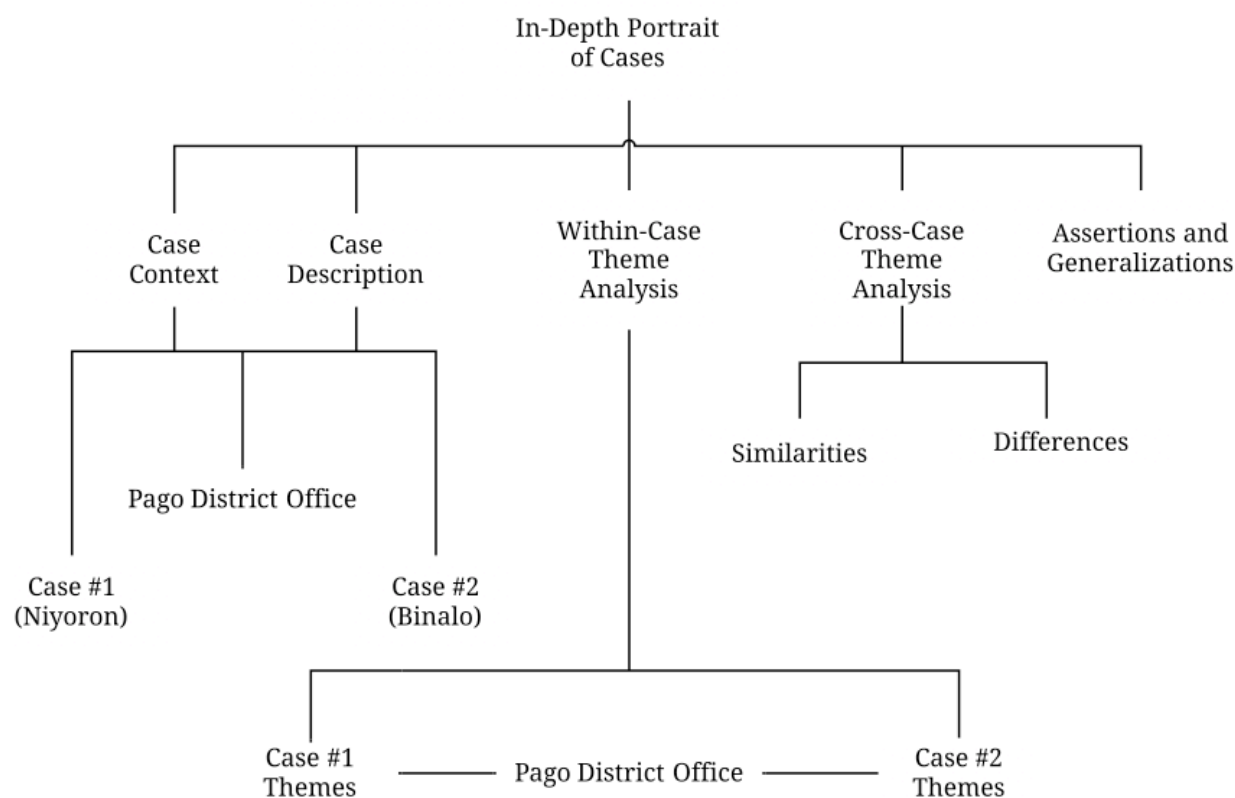 In-Depth Portrait
of Cases
Case
Context
Case
Description
Within-Case
Theme
Analysis
Cross-Case
Theme
Analysis
Assertions and
Generalizations
Similarities
Differences
Pago District Office
Case #1
(Niyoron)
Case #2
(Binalo)
Case #1
Themes
Pago District Office
Case #2
Themes